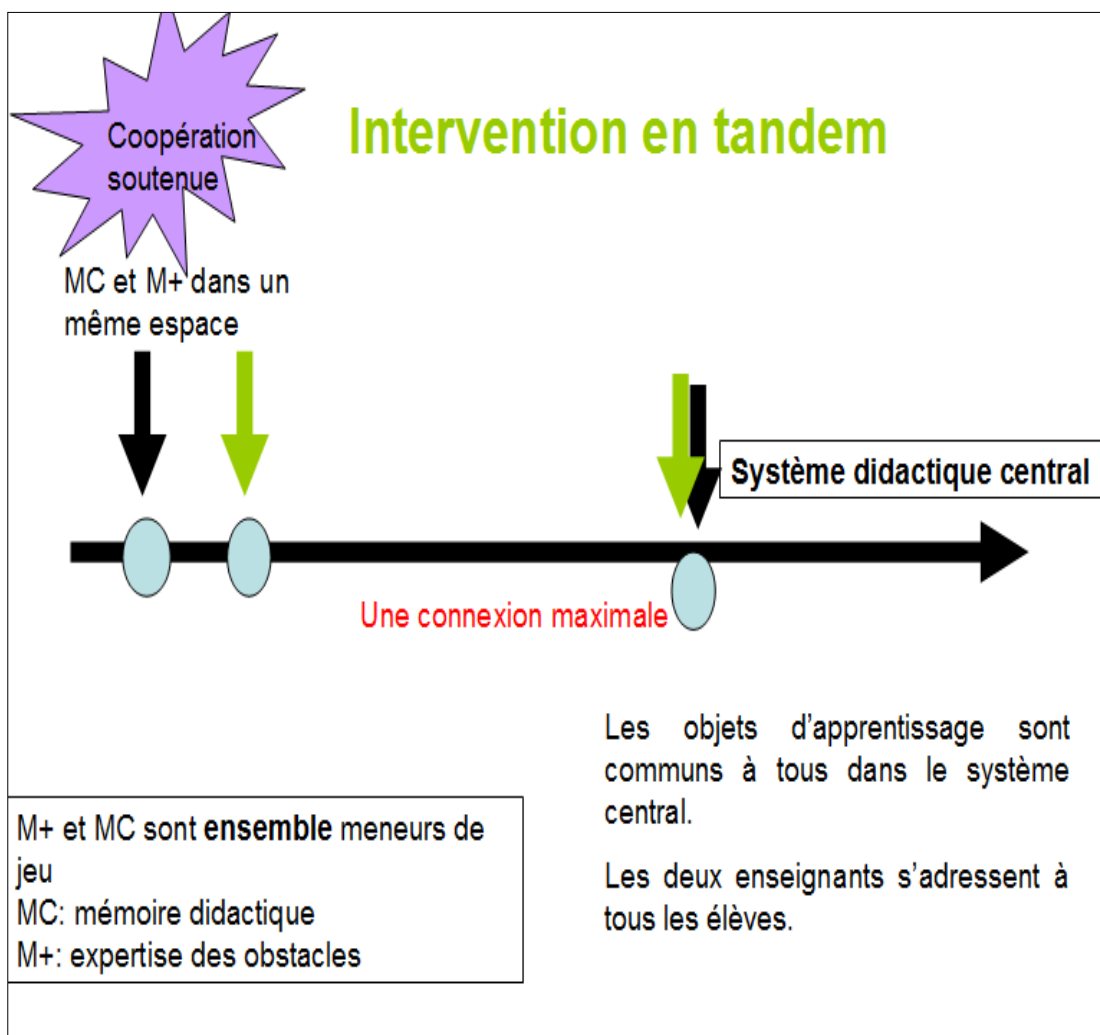 Coopération
soutenue
Intervention en tandem
MC et M+ dans un
même espace
Système didactique central
Une connexion maximale
Les objets d’apprentissage sont
communs à tous dans le système
central.
Les deux enseignants s’adressent à
tous les élèves.
M+ et MC sont ensemble meneurs de
jeu
MC: mémoire didactique
M+: expertise des obstacles